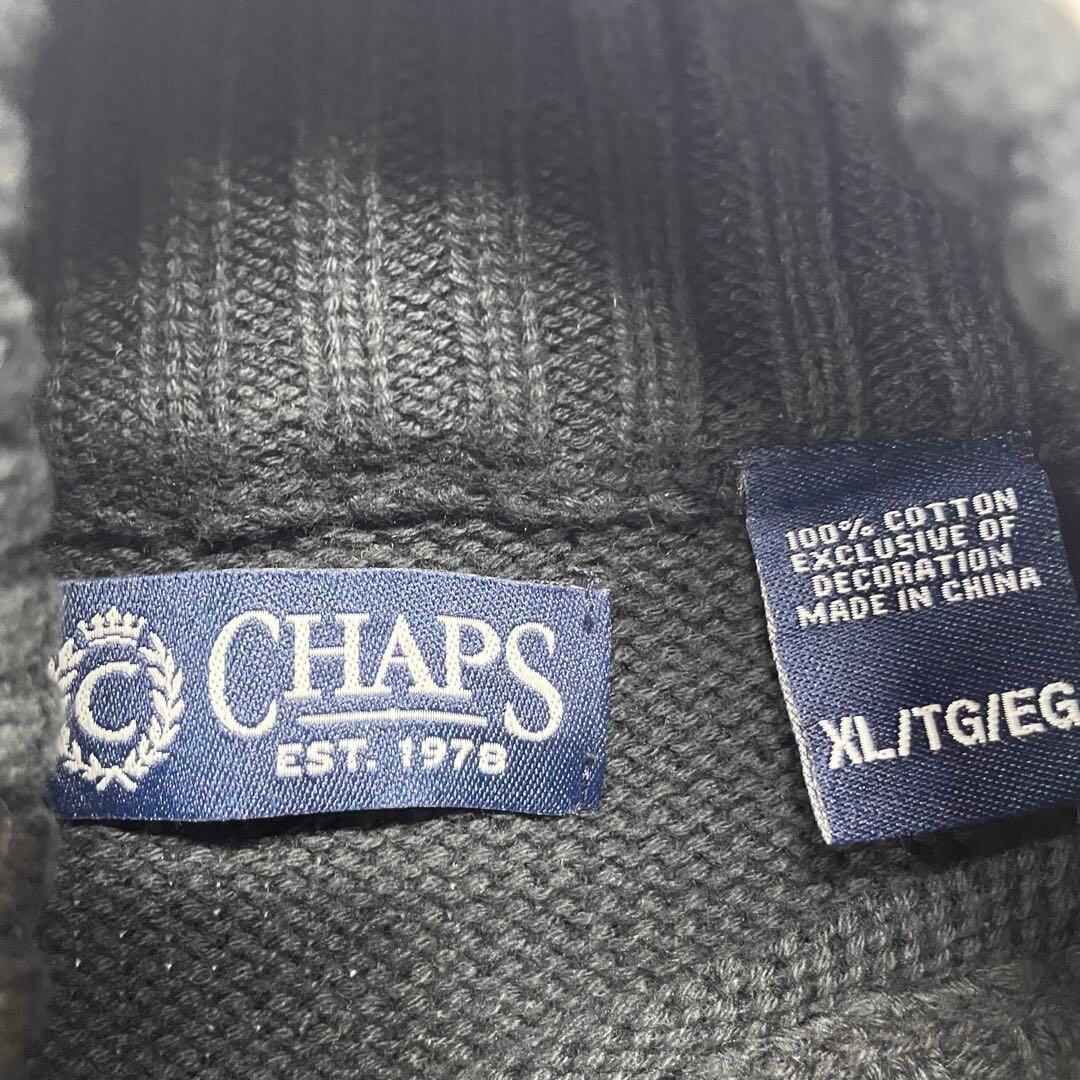 C
CHAPS
EST. 1978
100% COTTON
EXCLUSIVE OF
DECORATION
MADE IN CHINA
XL/TG/EG